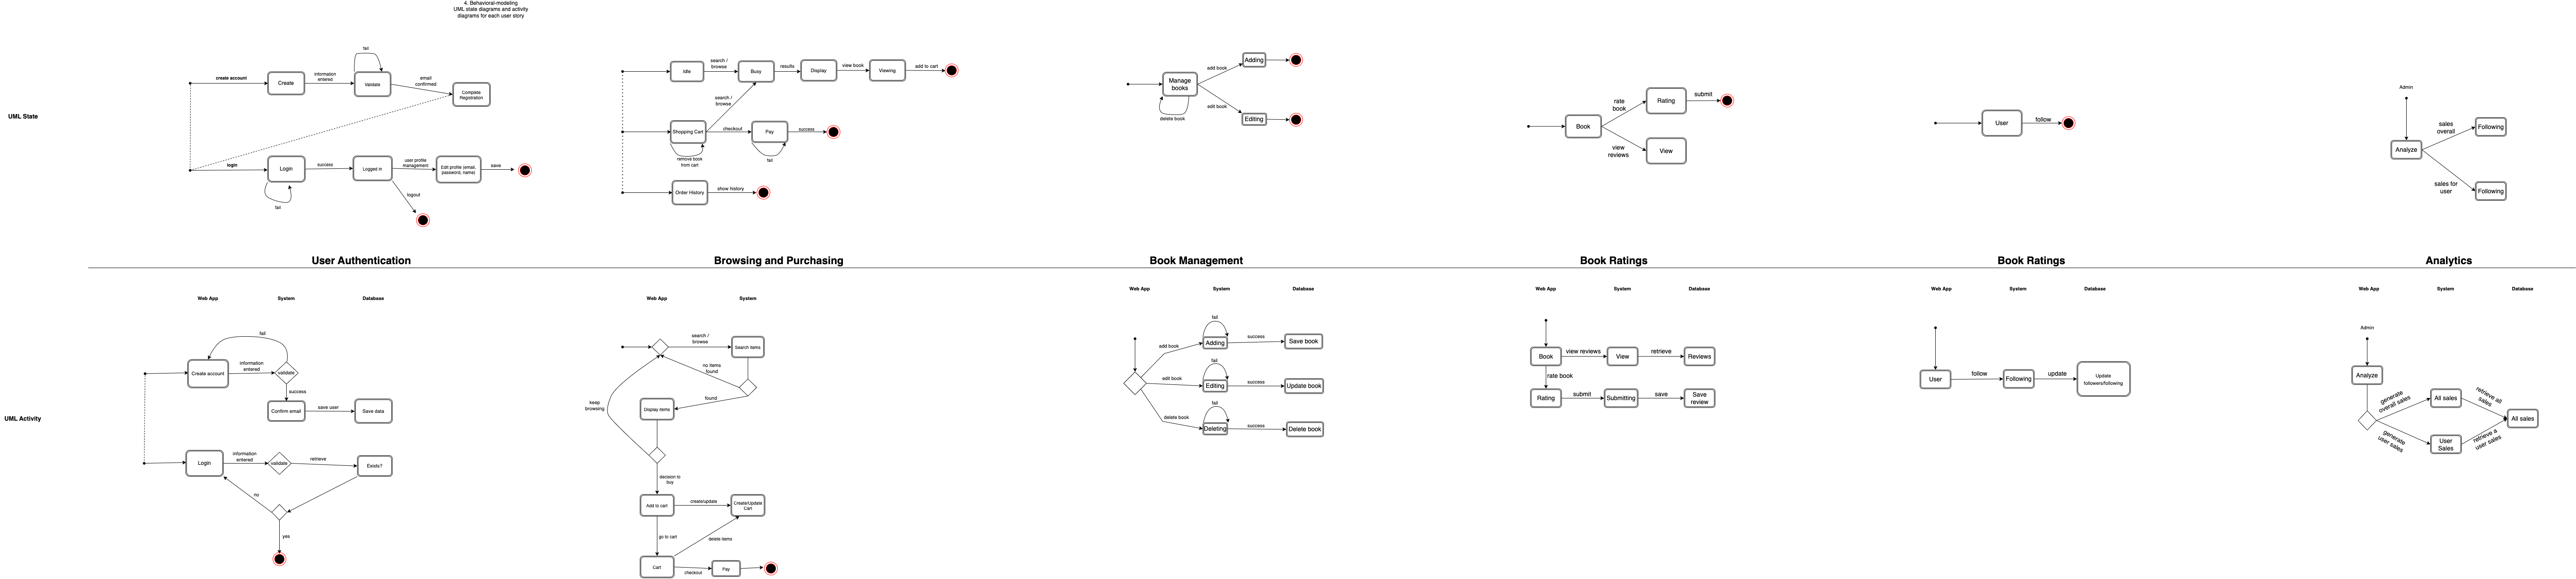 4. Behavioral-modeling
UML state diagrams and activity
diagrams for each user story
UML State
create account
Create
information
entered
fail
Validate
email
confirmed
Complete
Registration
login
Login
fail
success
Logged in
user profile
management
Edit profile (email,
password, name)
save
logout
Idle
search /
browse
Busy
results
Display
view book
Viewing
add to cart
search /
browse
Shopping Cart
remove book
from cart
checkout
Pay
fail
success
Order History
show history
Manage
books
delete book
add book
Adding
edit book
Editing
Book
rate
book
Rating
submit
view
reviews
View
User
follow
Admin
Analyze
sales
overall
Following
sales for
user
Following
User Authentication
Browsing and Purchasing
Book Management
Book Ratings
Book Ratings
Analytics
UML Activity
Web App
System
Database
fail
Create account
information
entered
validate
success
Confirm email
save user
Save data
Login
information
entered
validate
retrieve
Exists?
no
yes
Web App
System
search /
browse
Search items
no items
found
found
Display items
keep
browsing
decision to
buy
Add to cart
create/update
Create/Update
Cart
go to cart
delete items
Cart
checkout
Pay
Web App
System
Database
add book
fail
Adding
success
Save book
edit book
fail
Editing
success
Update book
delete book
fail
Deleting
success
Delete book
Web App
System
Database
Book
view reviews
View
retrieve
Reviews
rate book
Rating
submit
Submitting
save
Save
review
Web App
System
Database
User
follow
Following
update
Update
followers/following
Web App
System
Database
Admin
Analyze
generate
overall sales
All sales
retrieve all
sales
All sales
generate
user sales
User
Sales
retrieve a
user sales